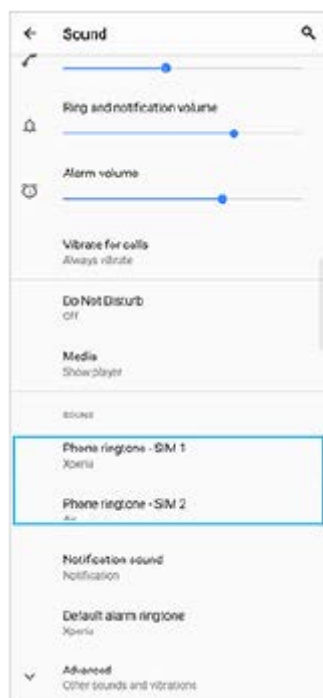 Sound
Ring and notification volume
Alarm volume
Vibrate for calls
Always vibrate
Do Not Disturb
Off
Media
Show player
SOUND
Phone ringtone - SIM 1
Xperia
Phone ringtone - SIM 2
Notification sound
Notification
Default alarm ringtone
Xperia
Advanced
Other sounds and vibrations